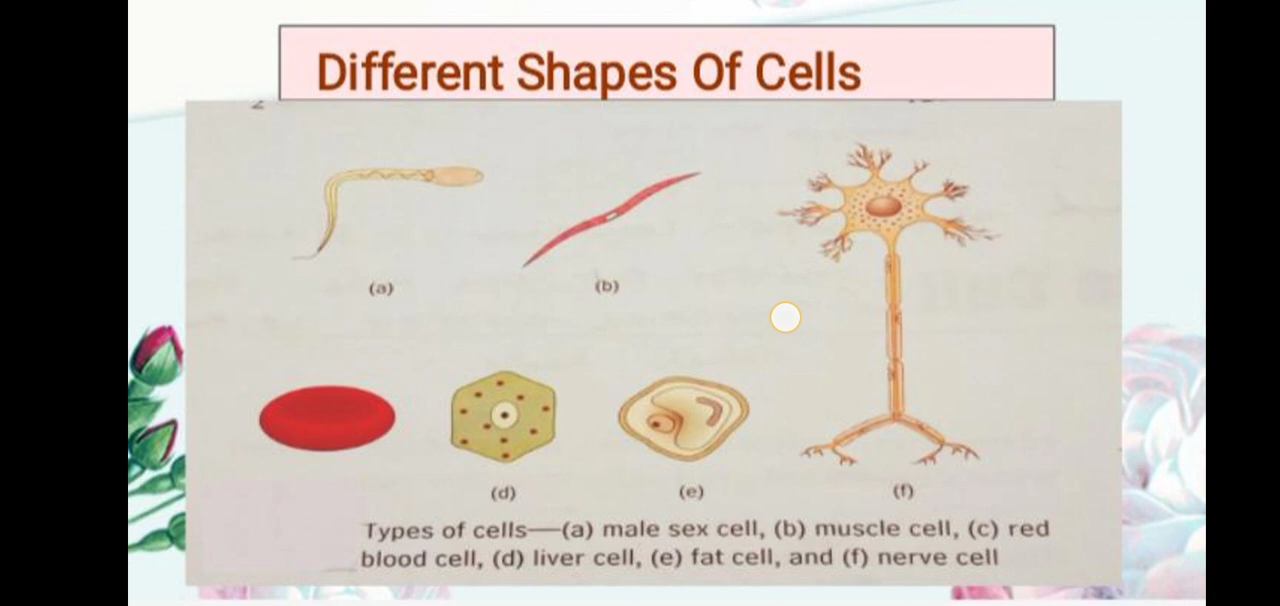 Different Shapes Of Cells
(a)
(b)
(d)
(e)
(f)
Types of cells—(a) male sex cell, (b) muscle cell, (c) red
blood cell, (d) liver cell, (e) fat cell, and (f) nerve cell